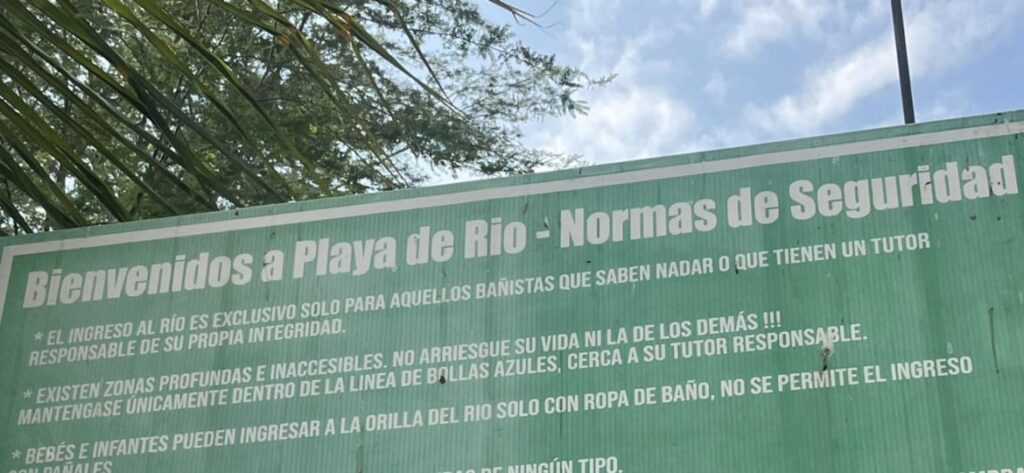 Bienvenidos a Playa de Rio - Normas de Seguridad
* EL INGRESO AL RÍO ES EXCLUSIVO SOLO PARA AQUELLOS BAÑISTAS QUE SABEN NADAR O QUE TIENEN UN TUTOR
RESPONSABLE DE SU PROPIA INTEGRIDAD.
* EXISTEN ZONAS PROFUNDAS E INACCESIBLES. NO ARRIESGUE SU VIDA NI LA DE LOS DEMÁS !!!
MANTENGASE ÚNICAMENTE DENTRO DE LA LINEA DE BOLLAS AZULES, CERCA A SU TUTOR RESPONSABLE.
* BEBÉS E INFANTES PUEDEN INGRESAR A LA ORILLA DEL RIO SOLO CON ROPA DE BAÑO, NO SE PERMITE EL INGRESO
CON PAÑALES
DE NINGÚN TIPO.